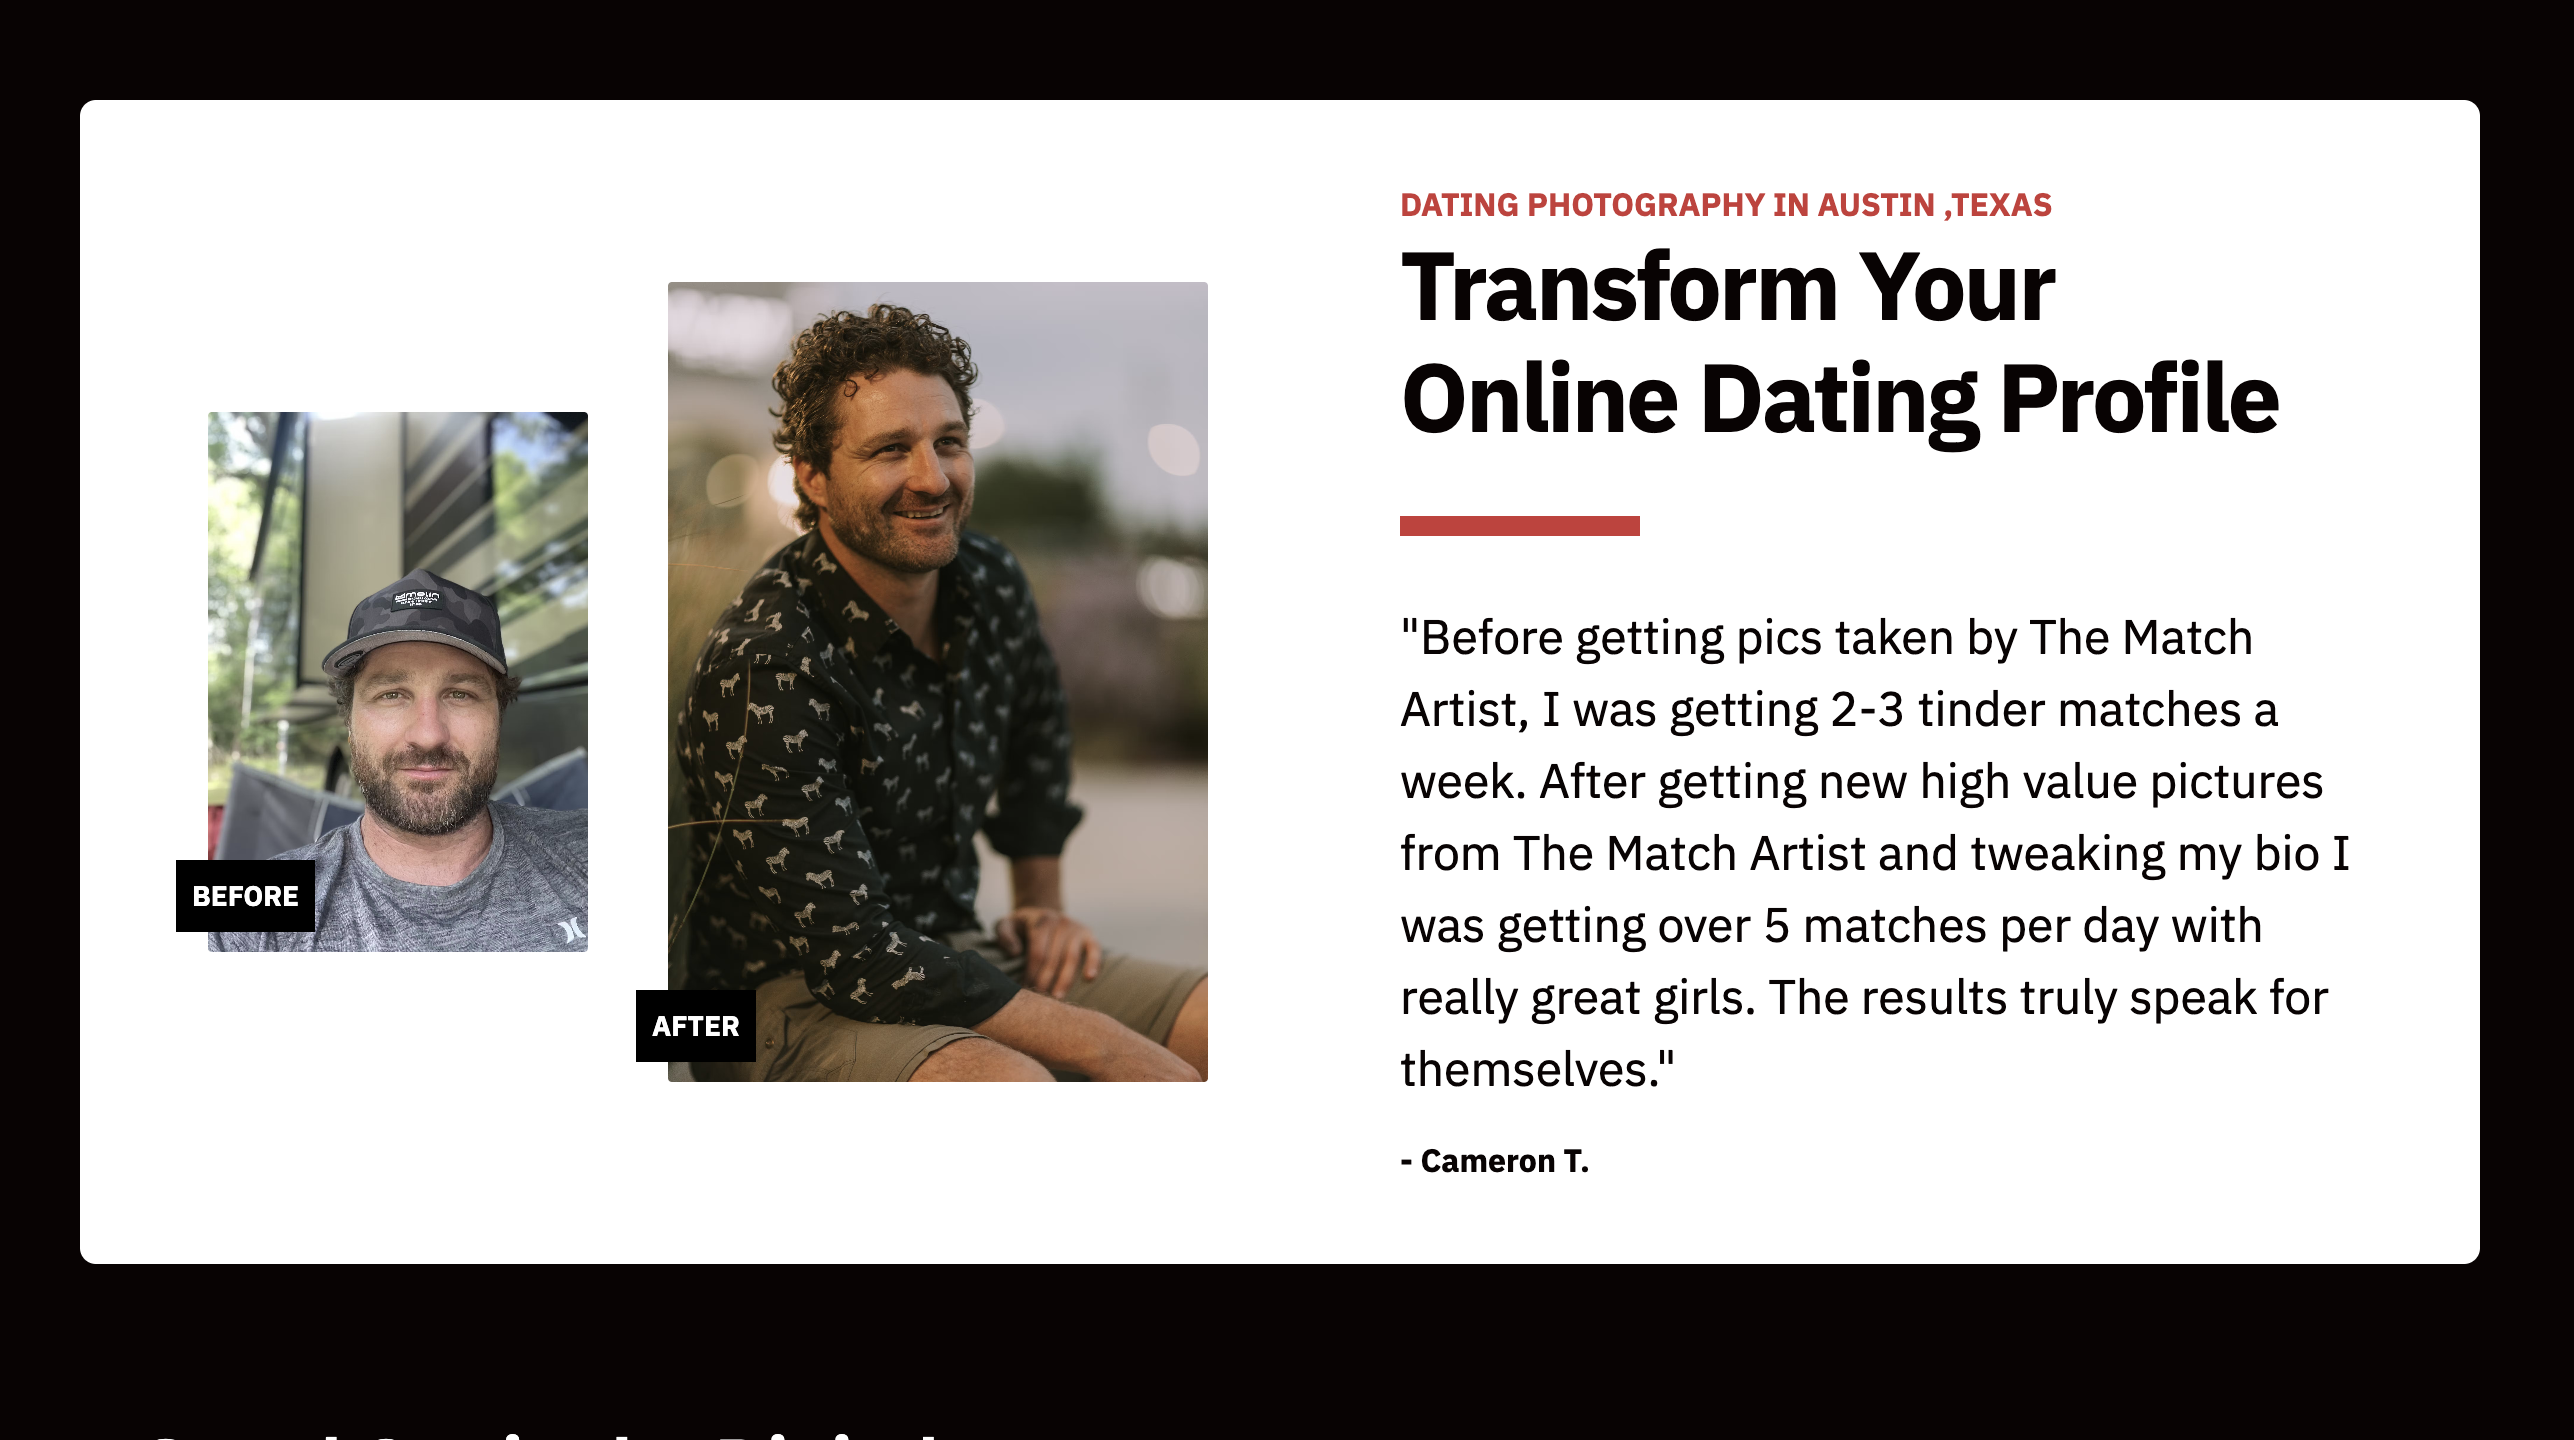 DATING PHOTOGRAPHY IN AUSTIN ,TEXAS
Transform Your
Online Dating Profile
"Before getting pics taken by The Match
Artist, I was getting 2-3 tinder matches a
week. After getting new high value pictures
from The Match Artist and tweaking my bio I
was getting over 5 matches per day with
really great girls. The results truly speak for
themselves."
- Cameron T.
BEFORE
AFTER
melin